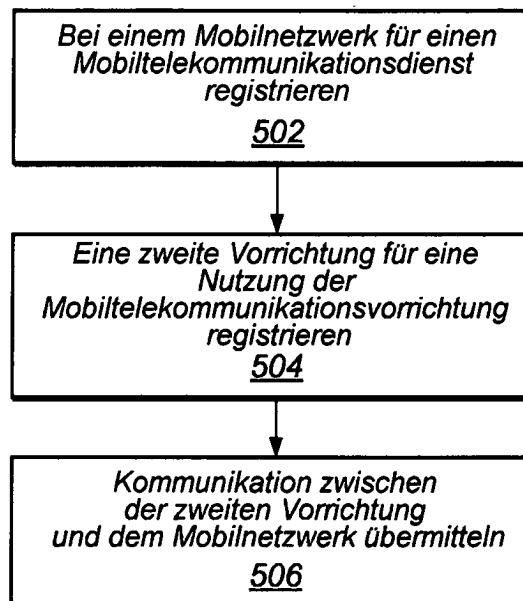 Bei einem Mobilnetzwerk für einen
Mobiltelekommunikationsdienst
registrieren
502
Eine zweite Vorrichtung für eine
Nutzung der
Mobiltelekommunikationsvorrichtung
registrieren
504
Kommunikation zwischen
der zweiten Vorrichtung
und dem Mobilnetzwerk übermitteln
506